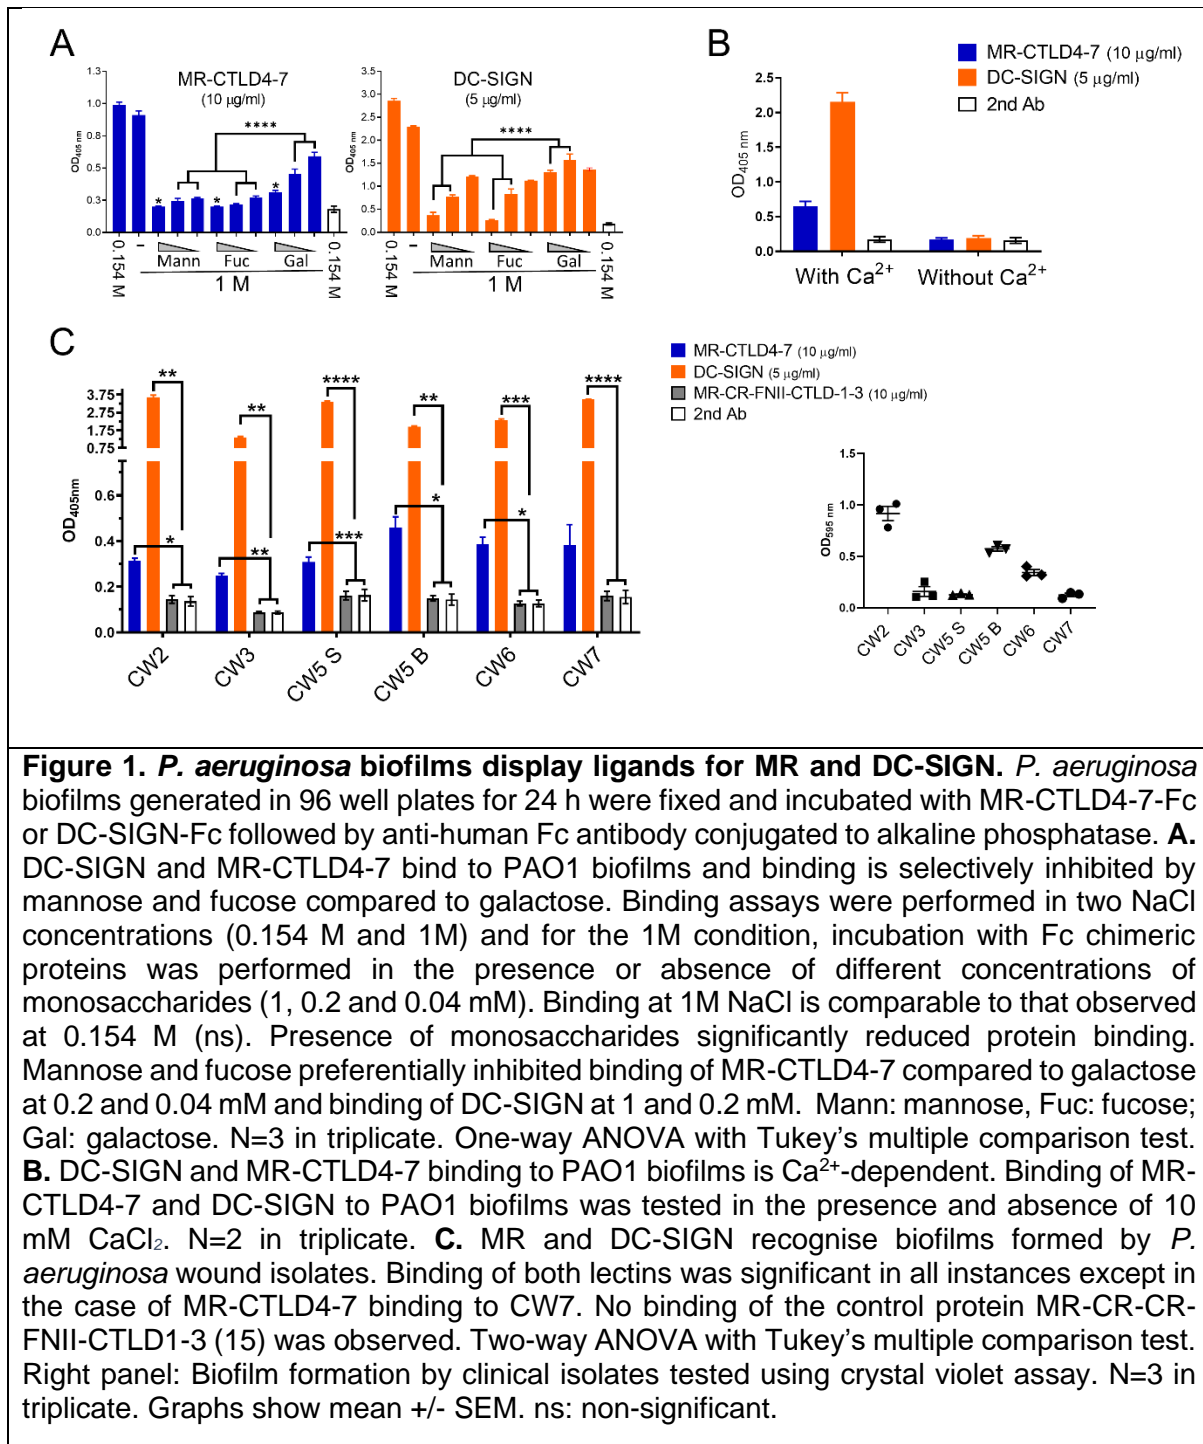 A
MR-CTLD4-7
(10 µg/ml)
OD405 nm
1.3
1.0
0.8
0.5
0.3
0.0
****
*
*
*
0.154 M
–
Mann
Fuc
Gal
0.154 M
1 M
DC-SIGN
(5 µg/ml)
OD405 nm
3.5
3.0
2.5
2.0
1.5
1.0
0.5
0.0
****
0.154 M
–
Mann
Fuc
Gal
0.154 M
1 M
B
MR-CTLD4-7 (10 µg/ml)
DC-SIGN (5 µg/ml)
2nd Ab
OD405 nm
2.5
2.0
1.5
1.0
0.5
0.0
With Ca²⁺
Without Ca²⁺
C
MR-CTLD4-7 (10 µg/ml)
DC-SIGN (5 µg/ml)
MR-CR-FNII-CTLD-1-3 (10 µg/ml)
2nd Ab
OD405nm
3.75
2.75
1.75
0.75
0.6
0.4
0.2
0.0
**
**
****
**
***
****
*
**
***
*
*
CW2
CW3
CW5 S
CW5 B
CW6
CW7
OD595 nm
1.5
1.0
0.5
0.0
CW2
CW3
CW5 S
CW5 B
CW6
CW7
Figure 1. P. aeruginosa biofilms display ligands for MR and DC-SIGN. P. aeruginosa
biofilms generated in 96 well plates for 24 h were fixed and incubated with MR-CTLD4-7-Fc
or DC-SIGN-Fc followed by anti-human Fc antibody conjugated to alkaline phosphatase. A.
DC-SIGN and MR-CTLD4-7 bind to PAO1 biofilms and binding is selectively inhibited by
mannose and fucose compared to galactose. Binding assays were performed in two NaCl
concentrations (0.154 M and 1M) and for the 1M condition, incubation with Fc chimeric
proteins was performed in the presence or absence of different concentrations of
monosaccharides (1, 0.2 and 0.04 mM). Binding at 1M NaCl is comparable to that observed
at 0.154 M (ns). Presence of monosaccharides significantly reduced protein binding.
Mannose and fucose preferentially inhibited binding of MR-CTLD4-7 compared to galactose
at 0.2 and 0.04 mM and binding of DC-SIGN at 1 and 0.2 mM. Mann: mannose, Fuc: fucose;
Gal: galactose. N=3 in triplicate. One-way ANOVA with Tukey's multiple comparison test.
B. DC-SIGN and MR-CTLD4-7 binding to PAO1 biofilms is Ca²⁺-dependent. Binding of MR-
CTLD4-7 and DC-SIGN to PAO1 biofilms was tested in the presence and absence of 10
mM CaCl₂. N=2 in triplicate. C. MR and DC-SIGN recognise biofilms formed by P.
aeruginosa wound isolates. Binding of both lectins was significant in all instances except in
the case of MR-CTLD4-7 binding to CW7. No binding of the control protein MR-CR-CR-
FNII-CTLD1-3 (15) was observed. Two-way ANOVA with Tukey's multiple comparison test.
Right panel: Biofilm formation by clinical isolates tested using crystal violet assay. N=3 in
triplicate. Graphs show mean +/- SEM. ns: non-significant.